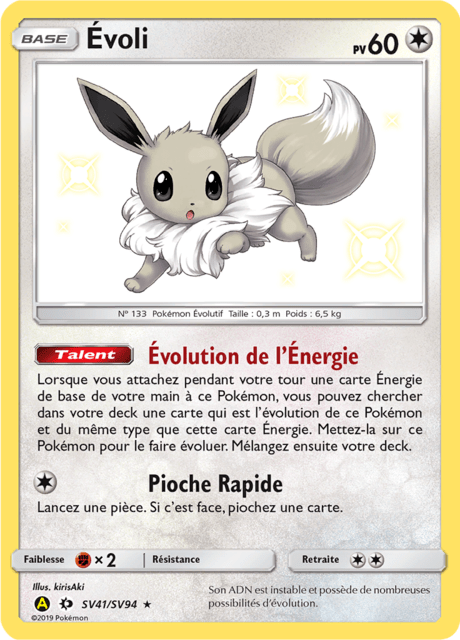 BASE Évoli PV 60
N° 133 Pokémon Évolutif Taille : 0,3 m Poids : 6,5 kg
Talent Évolution de l'Énergie
Lorsque vous attachez pendant votre tour une carte Énergie
de base de votre main à ce Pokémon, vous pouvez chercher
dans votre deck une carte qui est l'évolution de ce Pokémon
et du même type que cette carte Énergie. Mettez-la sur ce
Pokémon pour le faire évoluer. Mélangez ensuite votre deck.
Pioche Rapide
Lancez une pièce. Si c'est face, piochez une carte.
Faiblesse ×2 Résistance Retraite
Illus. kirisAki
A SV41/SV94 ★
©2019 Pokémon
Son ADN est instable et possède de nombreuses
possibilités d'évolution.